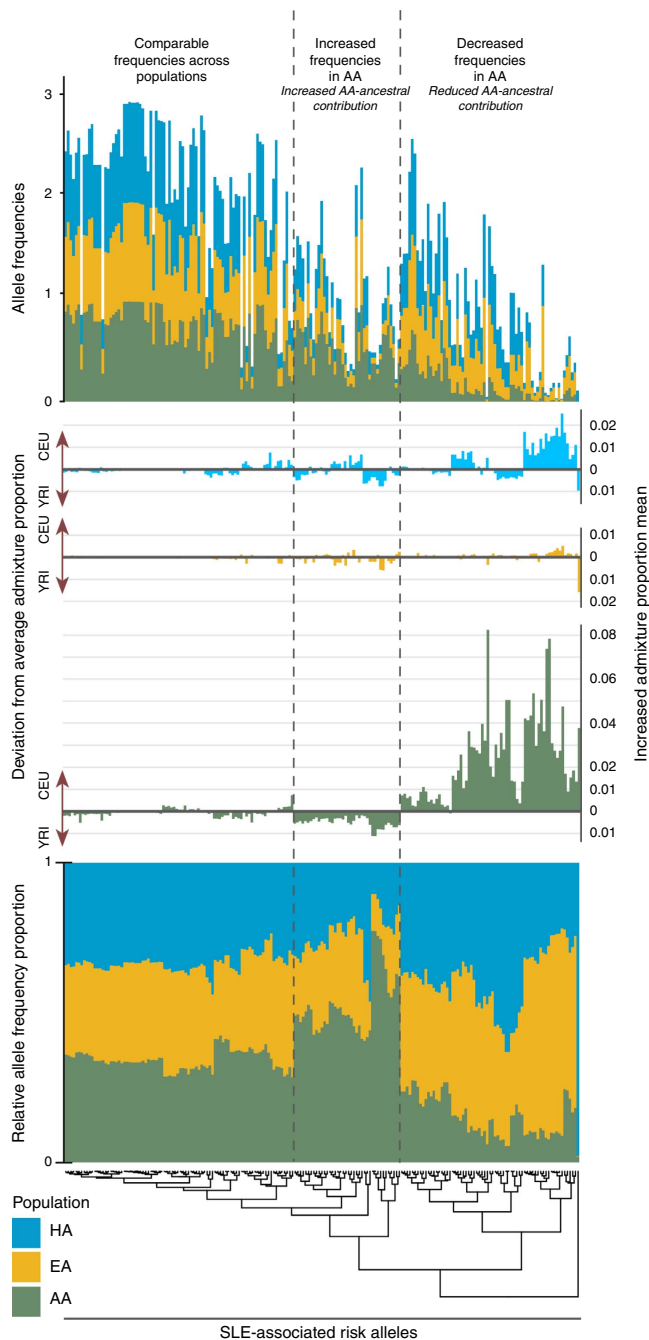 Comparable
frequencies across
populations
Increased
frequencies
in AA
Increased AA-ancestral
contribution
Decreased
frequencies
in AA
Reduced AA-ancestral
contribution
Allele frequencies
3
2
1
0
Deviation from average admixture proportion
CEU
YRI
0.02
0.01
0
0.01
CEU
YRI
0.01
0
0.01
0.02
CEU
YRI
0.08
0.06
0.04
0.02
0.01
0
0.01
Increased admixture proportion mean
Relative allele frequency proportion
1
0
Population
HA
EA
AA
SLE-associated risk alleles